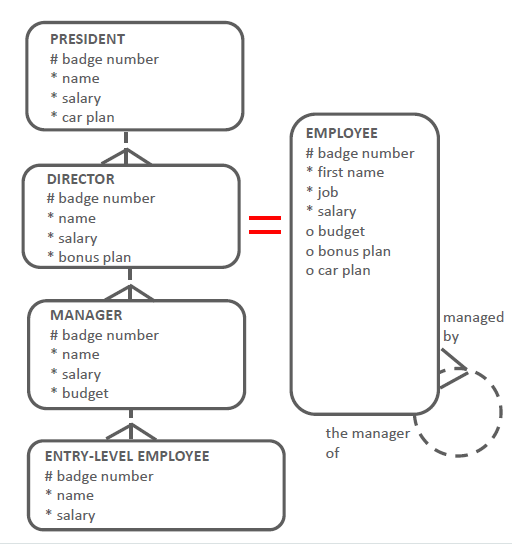 PRESIDENT
# badge number
* name
* salary
* car plan
DIRECTOR
# badge number
* name
* salary
* bonus plan
MANAGER
# badge number
* name
* salary
* budget
ENTRY-LEVEL EMPLOYEE
# badge number
* name
* salary
=
EMPLOYEE
# badge number
* first name
* job
* salary
o budget
o bonus plan
o car plan
managed
by
the manager
of